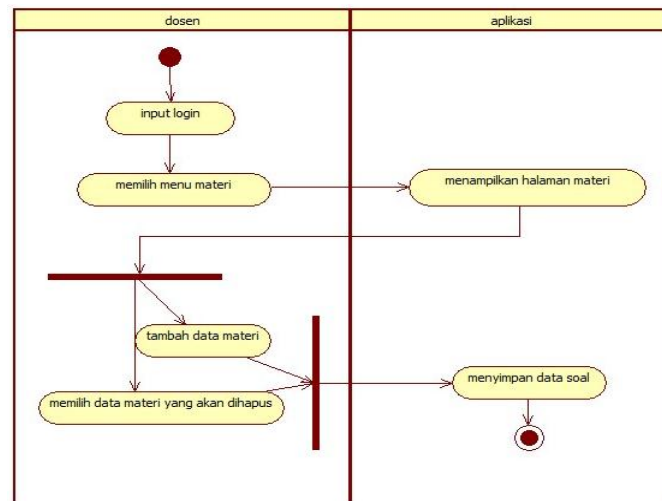 dosen
aplikasi
input login
memilih menu materi
menampilkan halaman materi
tambah data materi
memilih data materi yang akan dihapus
menyimpan data soal